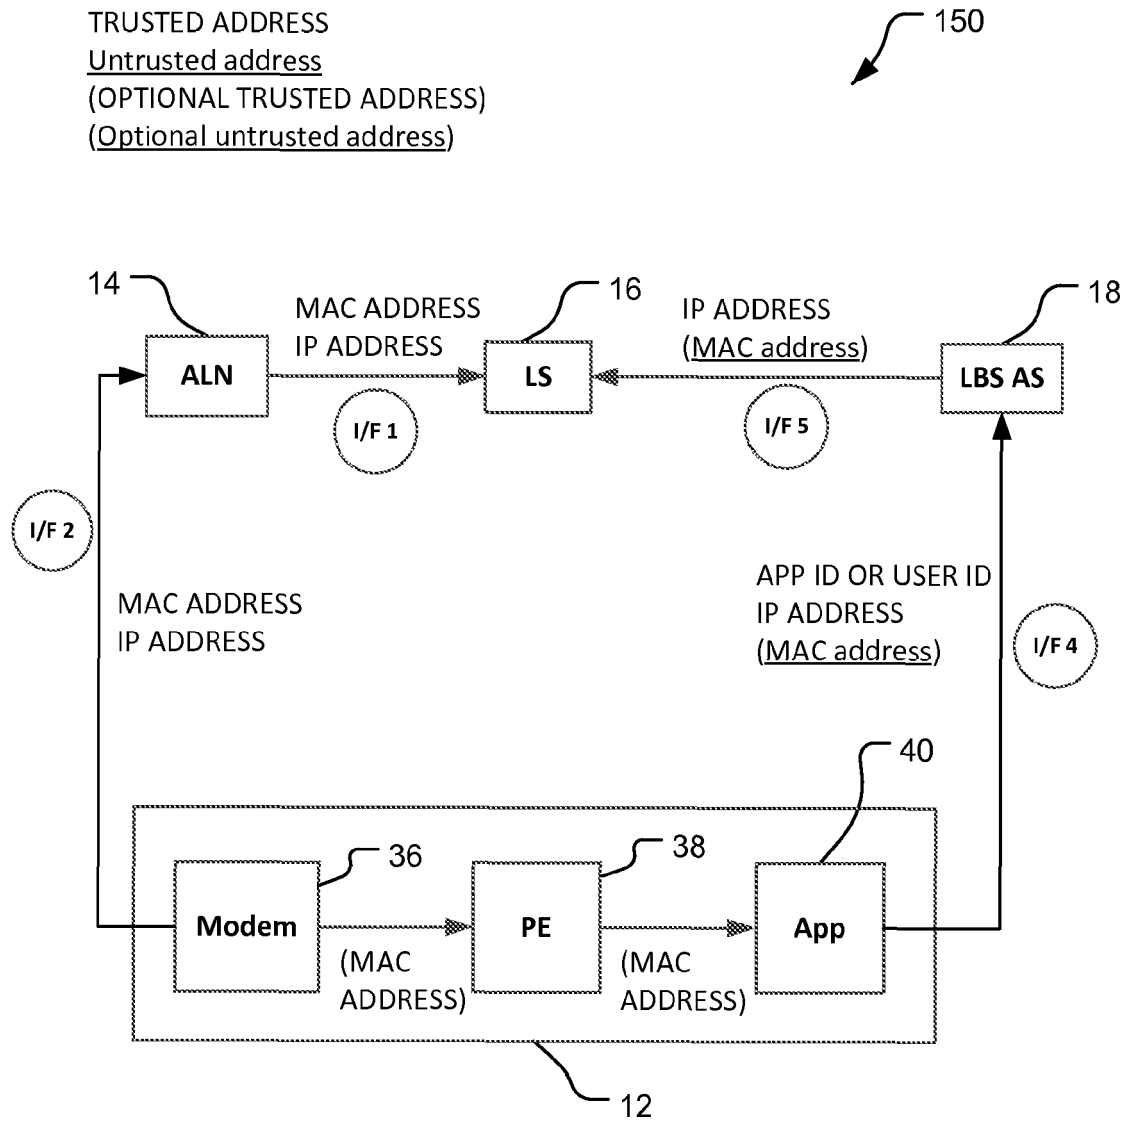 TRUSTED ADDRESS
Untrusted address
(OPTIONAL TRUSTED ADDRESS)
(Optional untrusted address)
150
14
MAC ADDRESS
IP ADDRESS
16
IP ADDRESS
(MAC address)
18
ALN
LS
LBS AS
I/F 1
I/F 5
I/F 2
MAC ADDRESS
IP ADDRESS
APP ID OR USER ID
IP ADDRESS
(MAC address)
I/F 4
40
36
38
Modem
PE
App
(MAC
ADDRESS)
(MAC
ADDRESS)
12